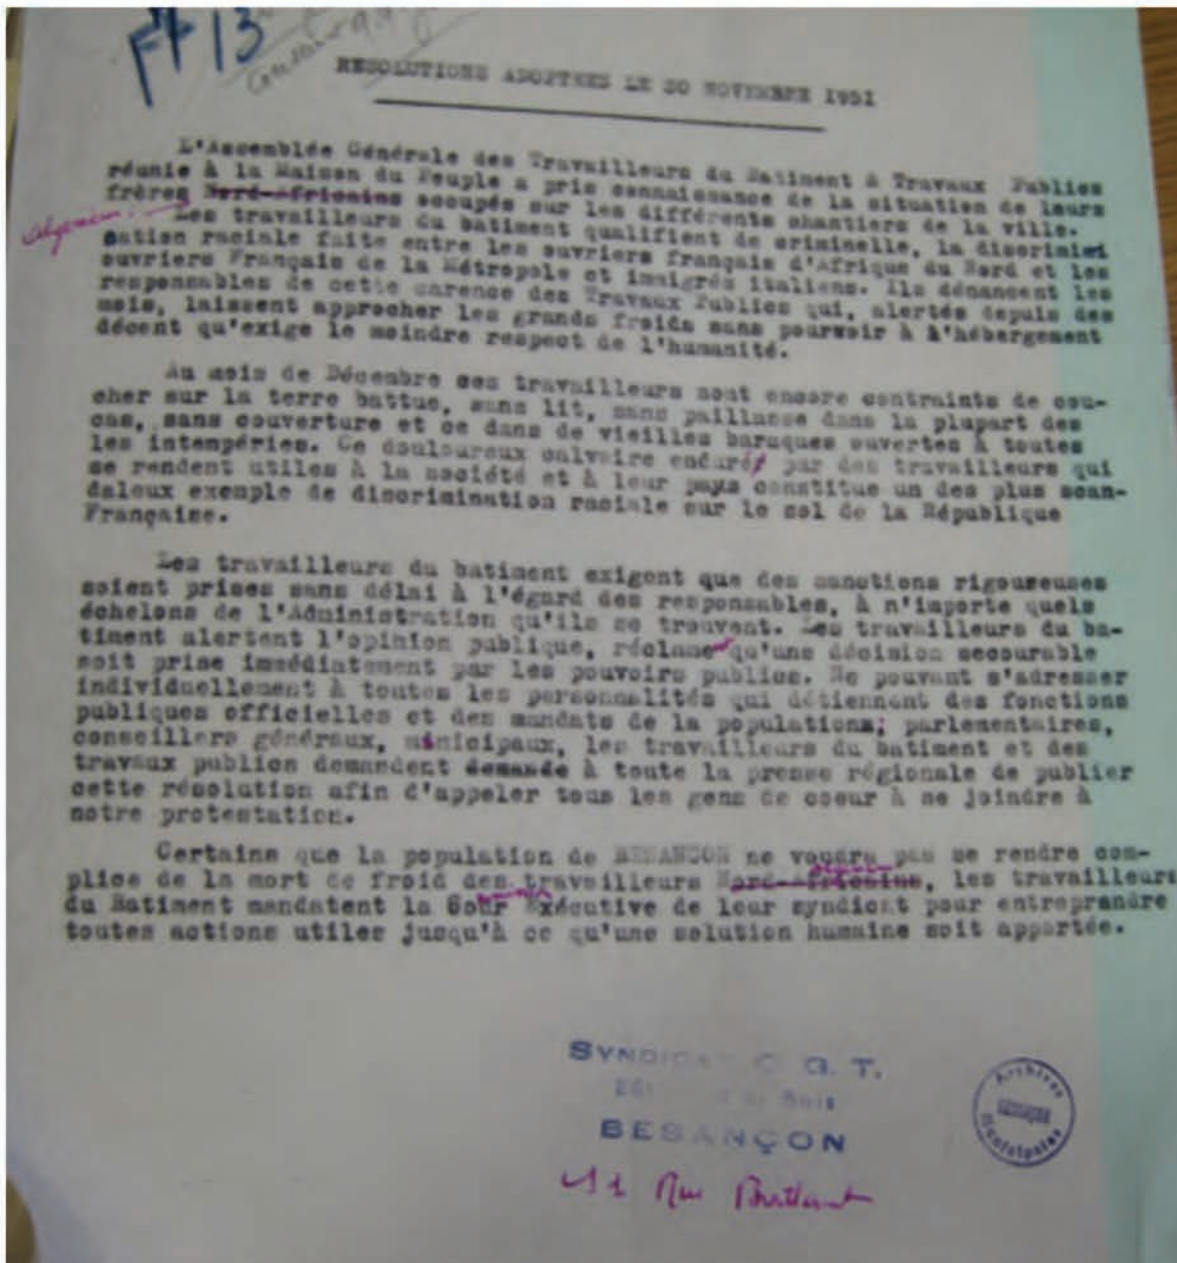 F4 13
RESOLUTIONS ADOPTEES LE 30 NOVEMBRE 1951
L'Assemblée Générale des Travailleurs du Batiment & Travaux Publics
réunie à la Maison du Peuple a pris connaissance de la situation de leurs
frères Nord-Africains occupés sur les différents chantiers de la ville.
algériens
Les travailleurs du batiment qualifient de criminelle, la discrimi
nation raciale faite entre les ouvriers français d'Afrique du Nord et les
ouvriers Français de la Métropole et immigrés italiens. Ils dénoncent les
responsables de cette carence des Travaux Publics qui, alertés depuis des
mois, laissent approcher les grands froids sans pourvoir à l'hébergement
décent qu'exige le moindre respect de l'humanité.
Au mois de Décembre ces travailleurs sont encore contraints de cou-
cher sur la terre battue, sans lit, sans paillasse dans la plupart des
cas, sans couverture et ce dans de vieilles baraques ouvertes à toutes
les intempéries. Ce douloureux calvaire enduré par des travailleurs qui
se rendent utiles à la société et à leur pays constitue un des plus scan-
daleux exemple de discrimination raciale sur le sol de la République
Française.
Les travailleurs du batiment exigent que des sanctions rigoureuses
soient prises sans délai à l'égard des responsables, à n'importe quels
échelons de l'Administration qu'ils se trouvent. Les travailleurs du ba-
timent alertent l'opinion publique, réclame qu'une décision secourable
soit prise immédiatement par les pouvoirs publics. Ne pouvant s'adresser
individuellement à toutes les personnalités qui détiennent des fonctions
publiques officielles et des mandats de la populations; parlementaires,
conseillers généraux, municipaux, les travailleurs du batiment et des
travaux publics demandent demande à toute la presse régionale de publier
cette résolution afin d'appeler tous les gens de coeur à se joindre à
notre protestation.
Certains que la population de BESANCON ne voudra pas se rendre com-
plice de la mort de froid des travailleurs Nord-Africains, les travailleurs
du Batiment mandatent la Exécutive de leur syndicat pour entreprandre
toutes actions utiles jusqu'à ce qu'une solution humaine soit apportée.
SYNDICAT C. G. T.
Bois
BESANÇON
11 Rue Battant
Archives
Municipales